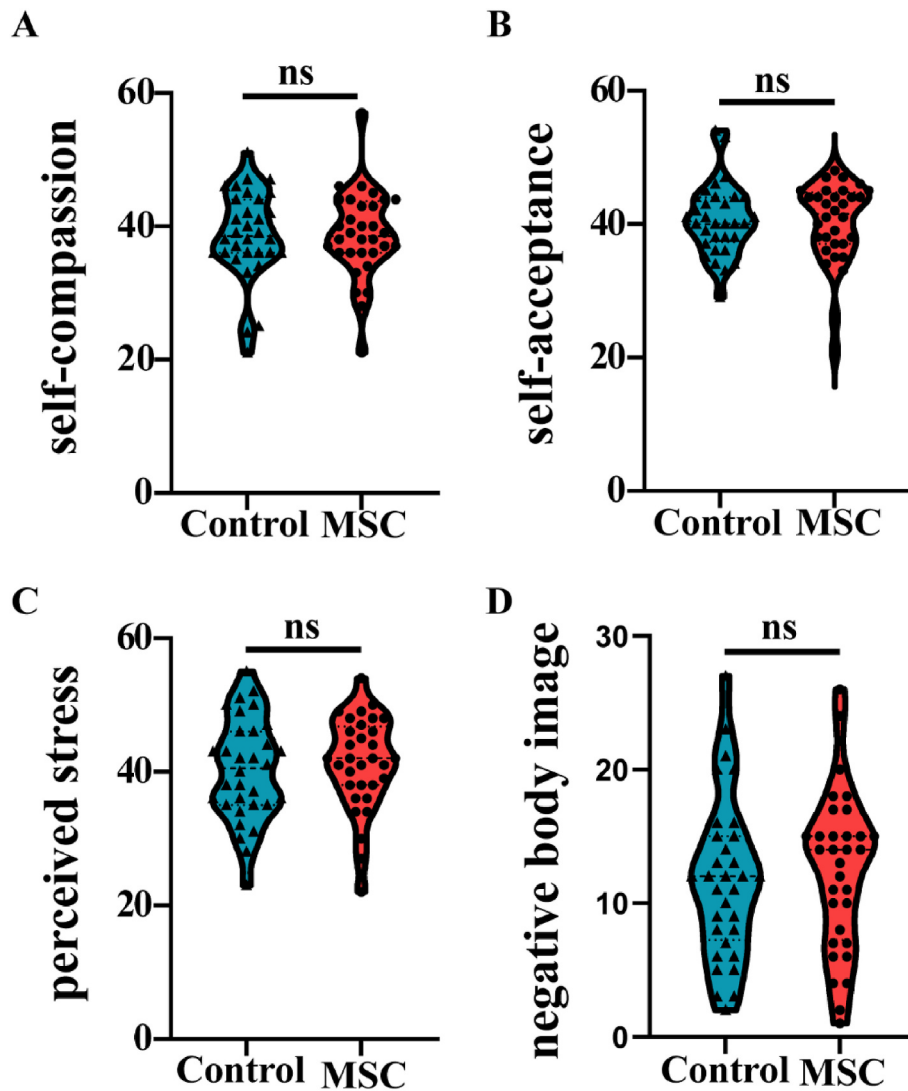 A
ns
60
40
20
0
self-compassion
Control MSC
B
ns
60
40
20
0
self-acceptance
Control MSC
C
ns
60
40
20
0
perceived stress
Control MSC
D
ns
30
20
10
0
negative body image
Control MSC